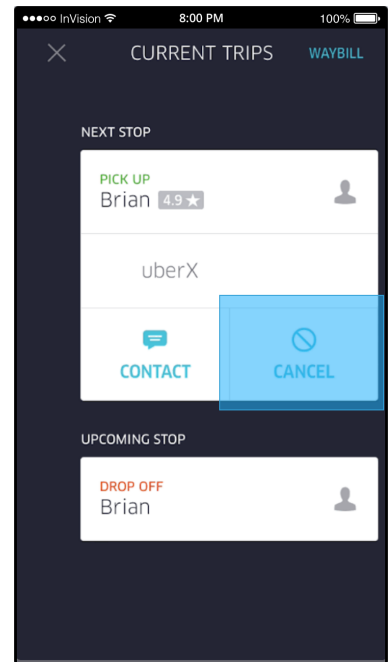 InVision 8:00 PM 100%
CURRENT TRIPS WAYBILL
NEXT STOP
PICK UP
Brian 4.9 ★
uberX
CONTACT CANCEL
UPCOMING STOP
DROP OFF
Brian